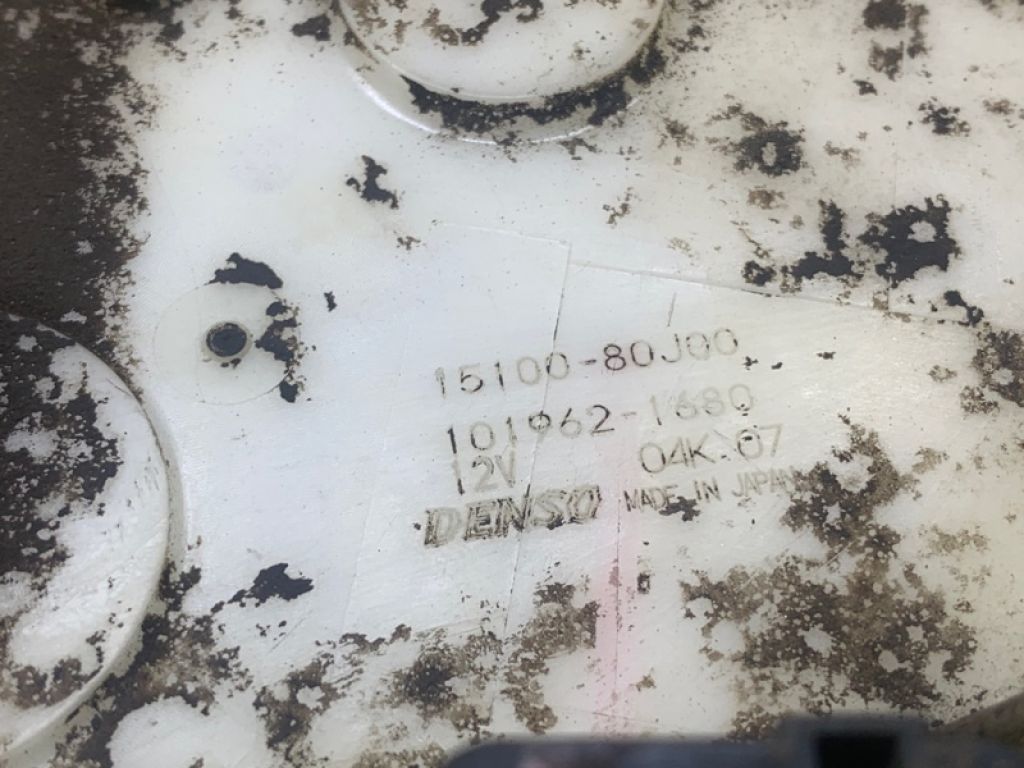 15100-80J00
101962-1680
12V 04K.07
DENSO MADE IN JAPAN